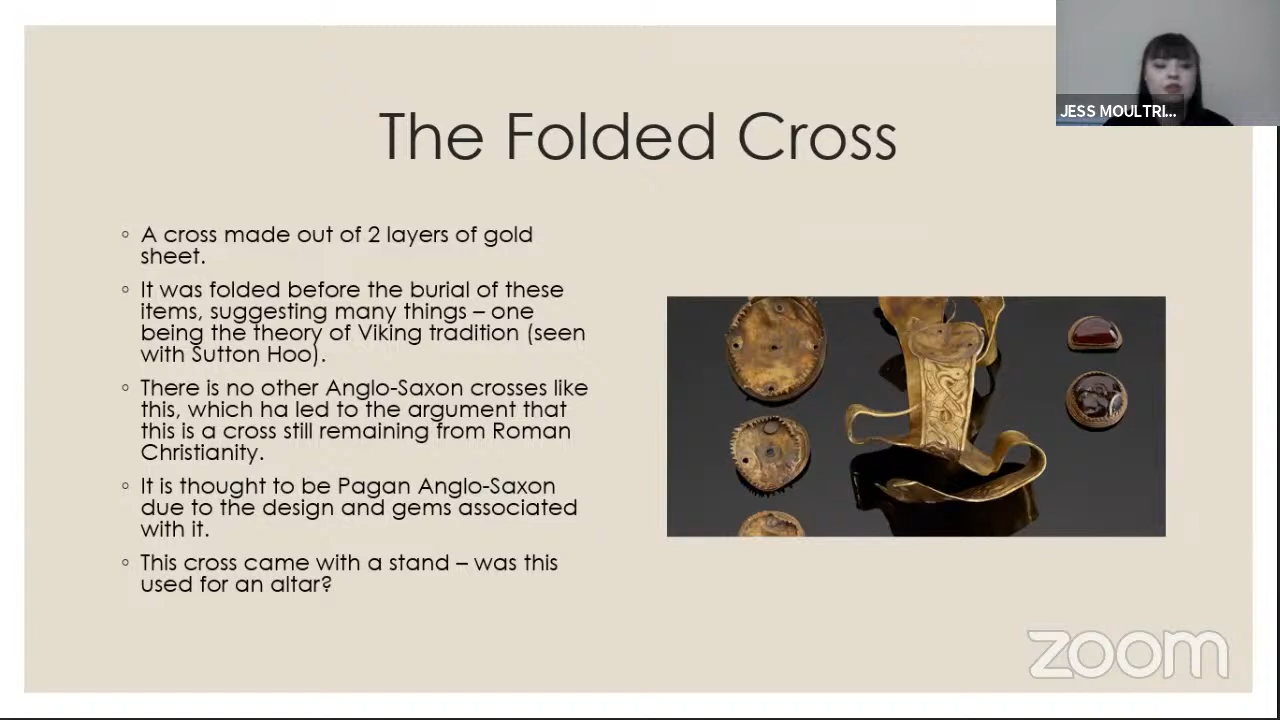 JESS MOULTRI...
The Folded Cross
◦ A cross made out of 2 layers of gold
sheet.
◦ It was folded before the burial of these
items, suggesting many things – one
being the theory of Viking tradition (seen
with Sutton Hoo).
◦ There is no other Anglo-Saxon crosses like
this, which ha led to the argument that
this is a cross still remaining from Roman
Christianity.
◦ It is thought to be Pagan Anglo-Saxon
due to the design and gems associated
with it.
◦ This cross came with a stand – was this
used for an altar?
zoom